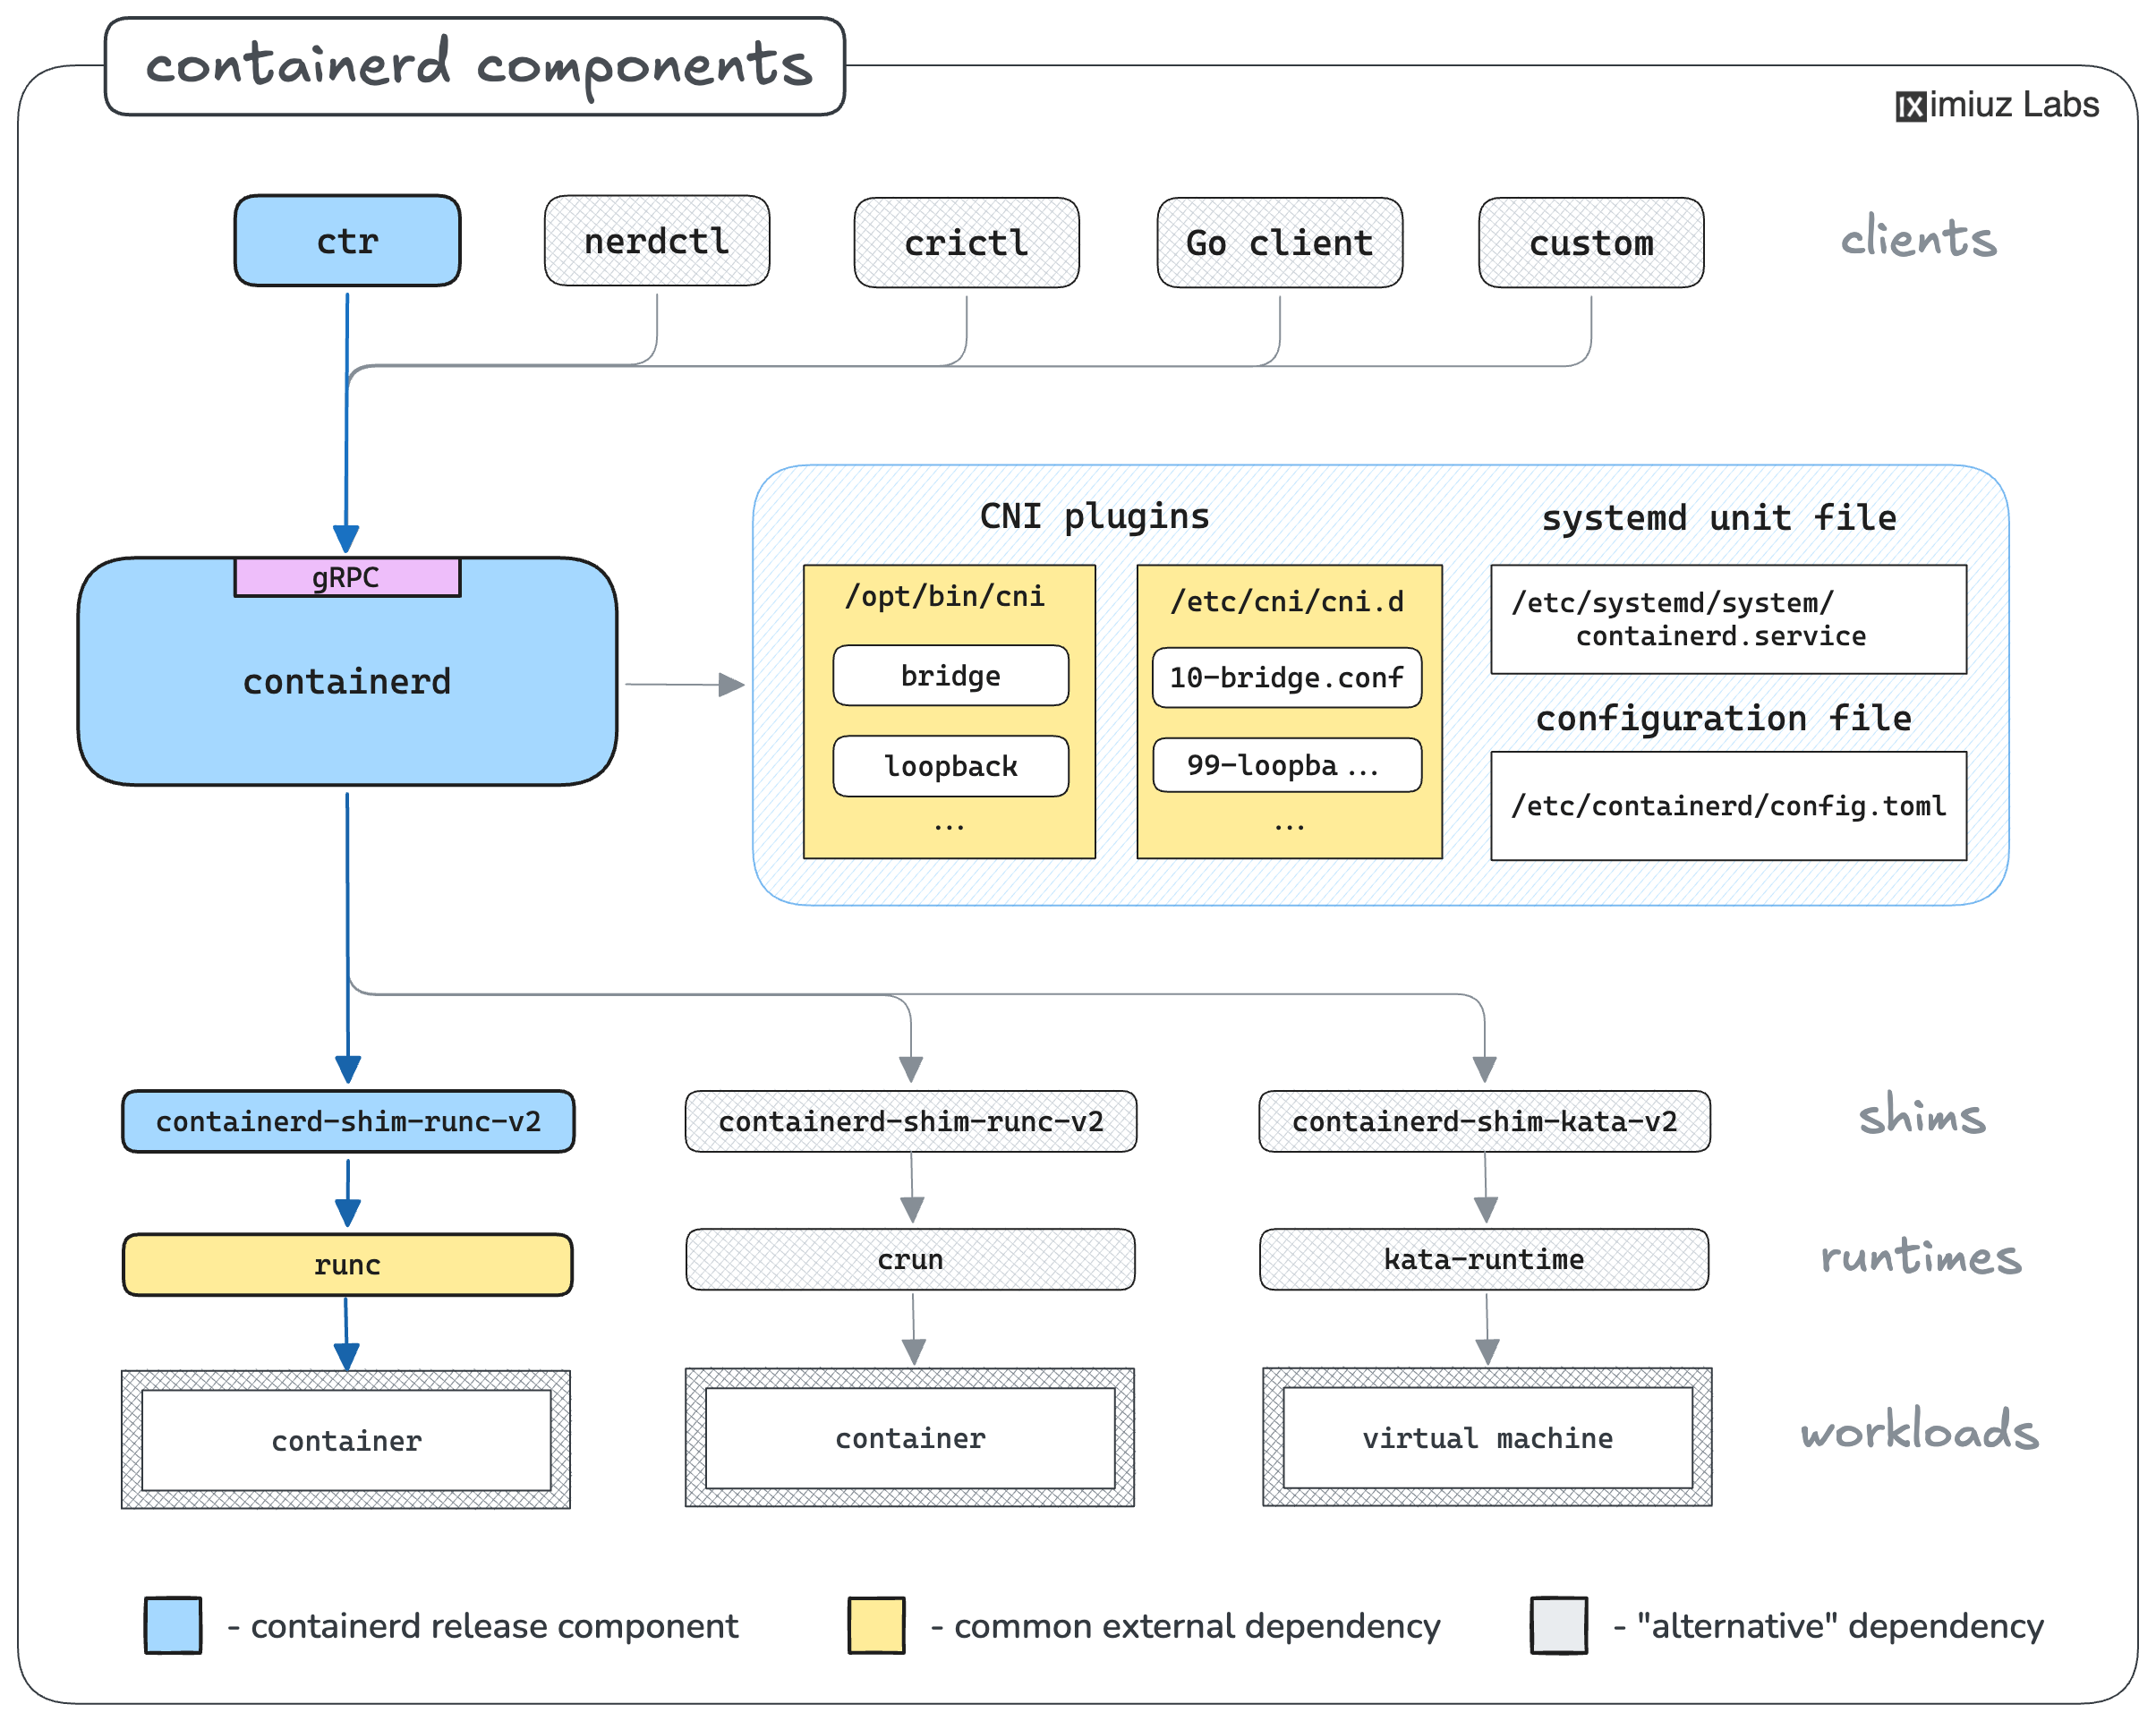 containerd components
iximiuz Labs
ctr
nerdctl
crictl
Go client
custom
clients
gRPC
containerd
CNI plugins
/opt/bin/cni
bridge
loopback
...
/etc/cni/cni.d
10-bridge.conf
99-loopba ...
...
systemd unit file
/etc/systemd/system/
containerd.service
configuration file
/etc/containerd/config.toml
containerd-shim-runc-v2
containerd-shim-runc-v2
containerd-shim-kata-v2
shims
runc
crun
kata-runtime
runtimes
container
container
virtual machine
workloads
- containerd release component
- common external dependency
- "alternative" dependency